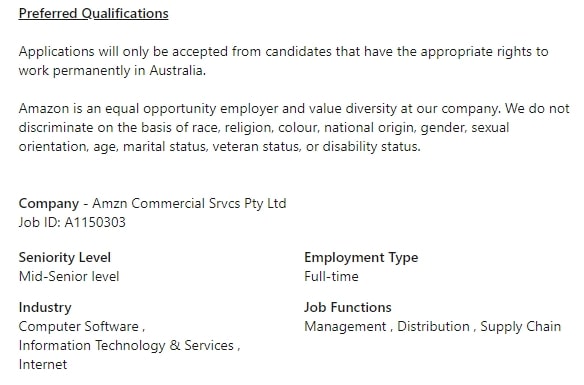 Preferred Qualifications
Applications will only be accepted from candidates that have the appropriate rights to
work permanently in Australia.
Amazon is an equal opportunity employer and value diversity at our company. We do not
discriminate on the basis of race, religion, colour, national origin, gender, sexual
orientation, age, marital status, veteran status, or disability status.
Company - Amzn Commercial Srvcs Pty Ltd
Job ID: A1150303
Seniority Level
Mid-Senior level
Employment Type
Full-time
Industry
Computer Software ,
Information Technology & Services ,
Internet
Job Functions
Management , Distribution , Supply Chain